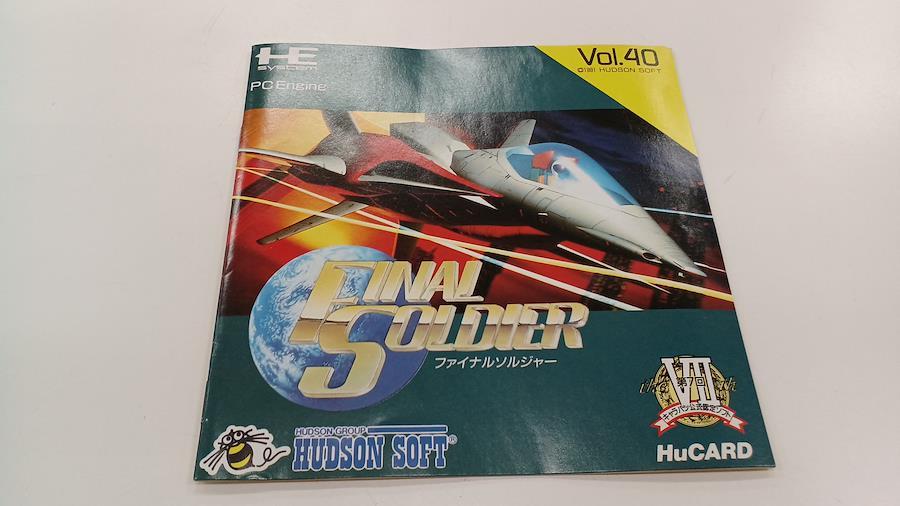 HE
system
PC Engine
Vol.40
©1991 HUDSON SOFT
FINAL
SOLDIER
ファイナルソルジャー
VII
第7回
キャラバン公式認定ソフト
HUDSON GROUP
HUDSON SOFT®
HuCARD